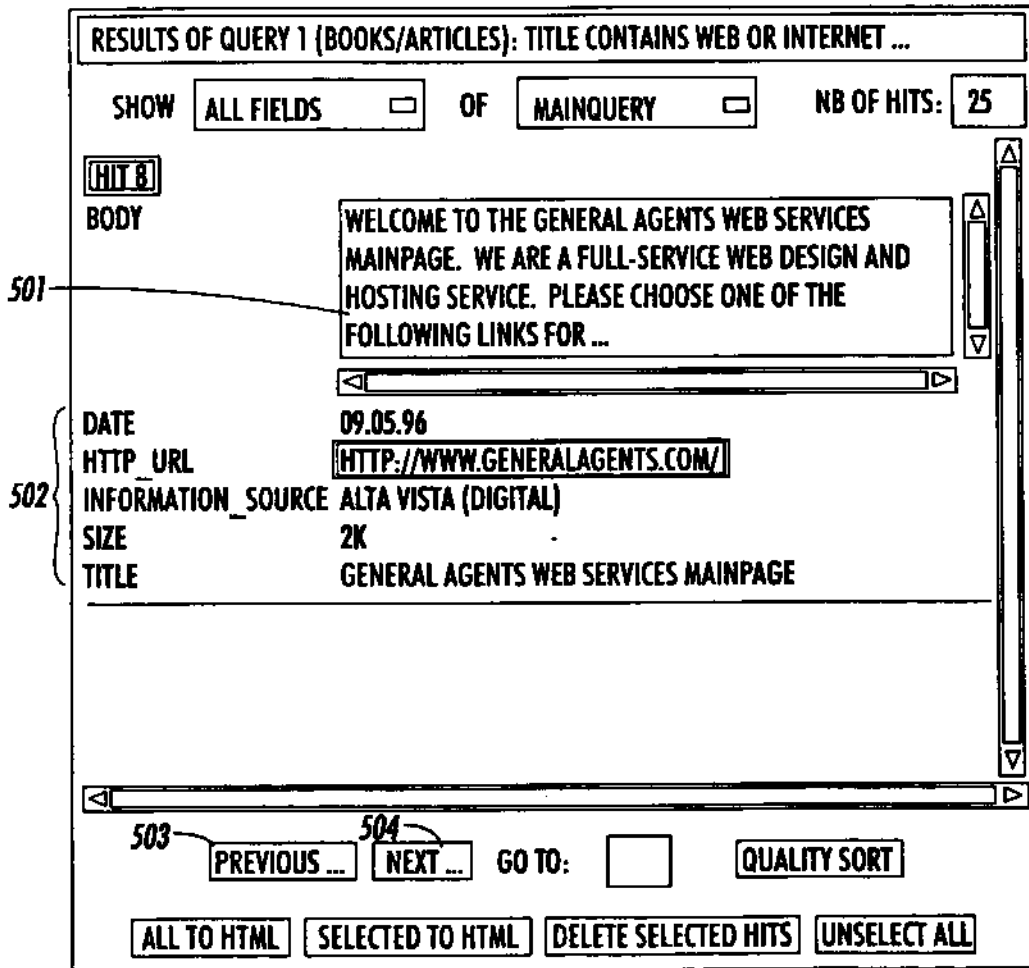 RESULTS OF QUERY 1 (BOOKS/ARTICLES): TITLE CONTAINS WEB OR INTERNET ...
SHOW ALL FIELDS OF MAINQUERY NB OF HITS: 25
HIT 8
BODY
WELCOME TO THE GENERAL AGENTS WEB SERVICES
MAINPAGE. WE ARE A FULL-SERVICE WEB DESIGN AND
HOSTING SERVICE. PLEASE CHOOSE ONE OF THE
FOLLOWING LINKS FOR ...
501
DATE 09.05.96
HTTP_URL HTTP://WWW.GENERALAGENTS.COM/
502 INFORMATION_SOURCE ALTA VISTA (DIGITAL)
SIZE 2K
TITLE GENERAL AGENTS WEB SERVICES MAINPAGE
503 504
PREVIOUS ... NEXT ... GO TO: QUALITY SORT
ALL TO HTML SELECTED TO HTML DELETE SELECTED HITS UNSELECT ALL